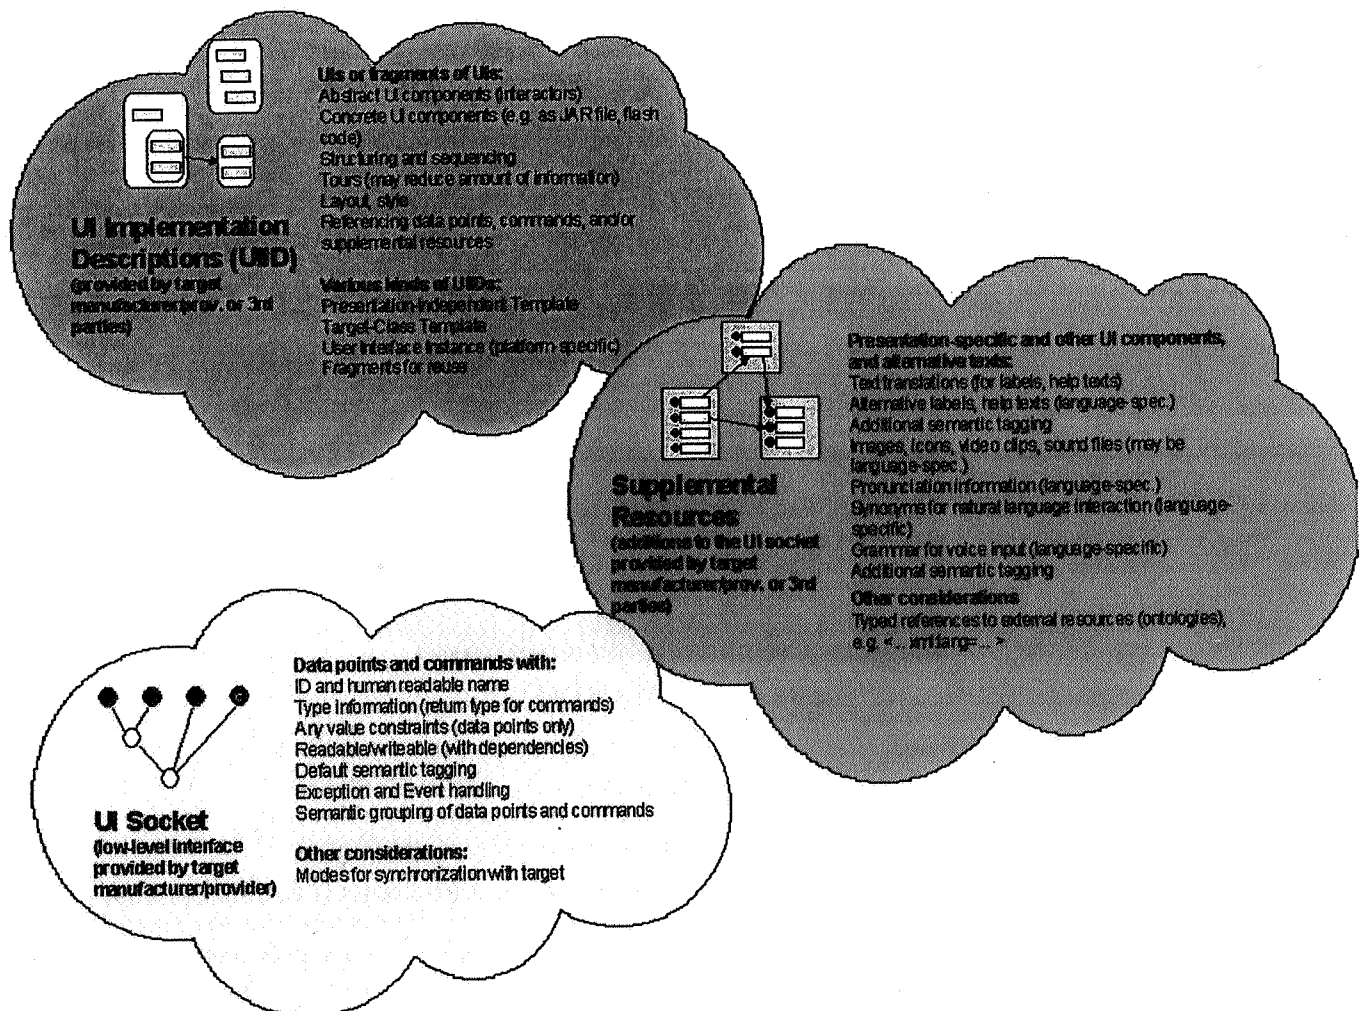 UIs or fragments of UIs:
Abstract UI components (interactors)
Concrete UI components (e.g. as JAR file, flash
code)
Structuring and sequencing
Tours (may reduce amount of information)
Layout, style
Referencing data points, commands, and/or
supplemental resources
UI Implementation
Descriptions (UIID)
(provided by target
manufacturer/prov. or 3rd
parties)
Various kinds of UIIDs:
Presentation-Independent Template
Target-Class Template
User Interface Instance (platform-specific)
Fragments for reuse
Presentation-specific and other UI components,
and alternative texts:
Text translations (for labels, help texts)
Alternative labels, help texts (language-spec.)
Additional semantic tagging
Images, icons, video clips, sound files (may be
language-spec.)
Pronunciation information (language-spec.)
Synonyms for natural language interaction (language-
specific)
Grammar for voice input (language-specific)
Additional semantic tagging
Other considerations
Typed references to external resources (ontologies),
e.g. <... xml:lang=... >
Supplemental
Resources
(additions to the UI socket
provided by target
manufacturer/prov. or 3rd
parties)
Data points and commands with:
ID and human readable name
Type information (return type for commands)
Any value constraints (data points only)
Readable/writeable (with dependencies)
Default semantic tagging
Exception and Event handling
Semantic grouping of data points and commands
Other considerations:
Modes for synchronization with target
UI Socket
(low-level interface
provided by target
manufacturer/provider)